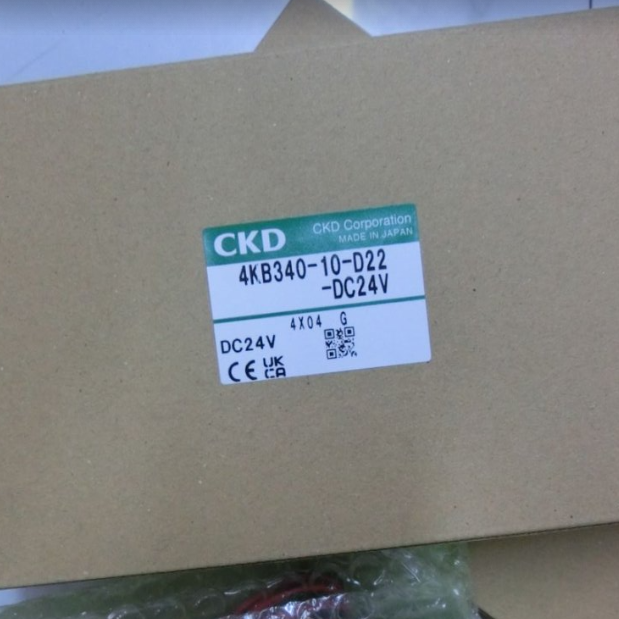 CKD
CKD Corporation
MADE IN JAPAN
4KB340-10-D22
-DC24V
4X04 G
DC24V
CE UK
CA